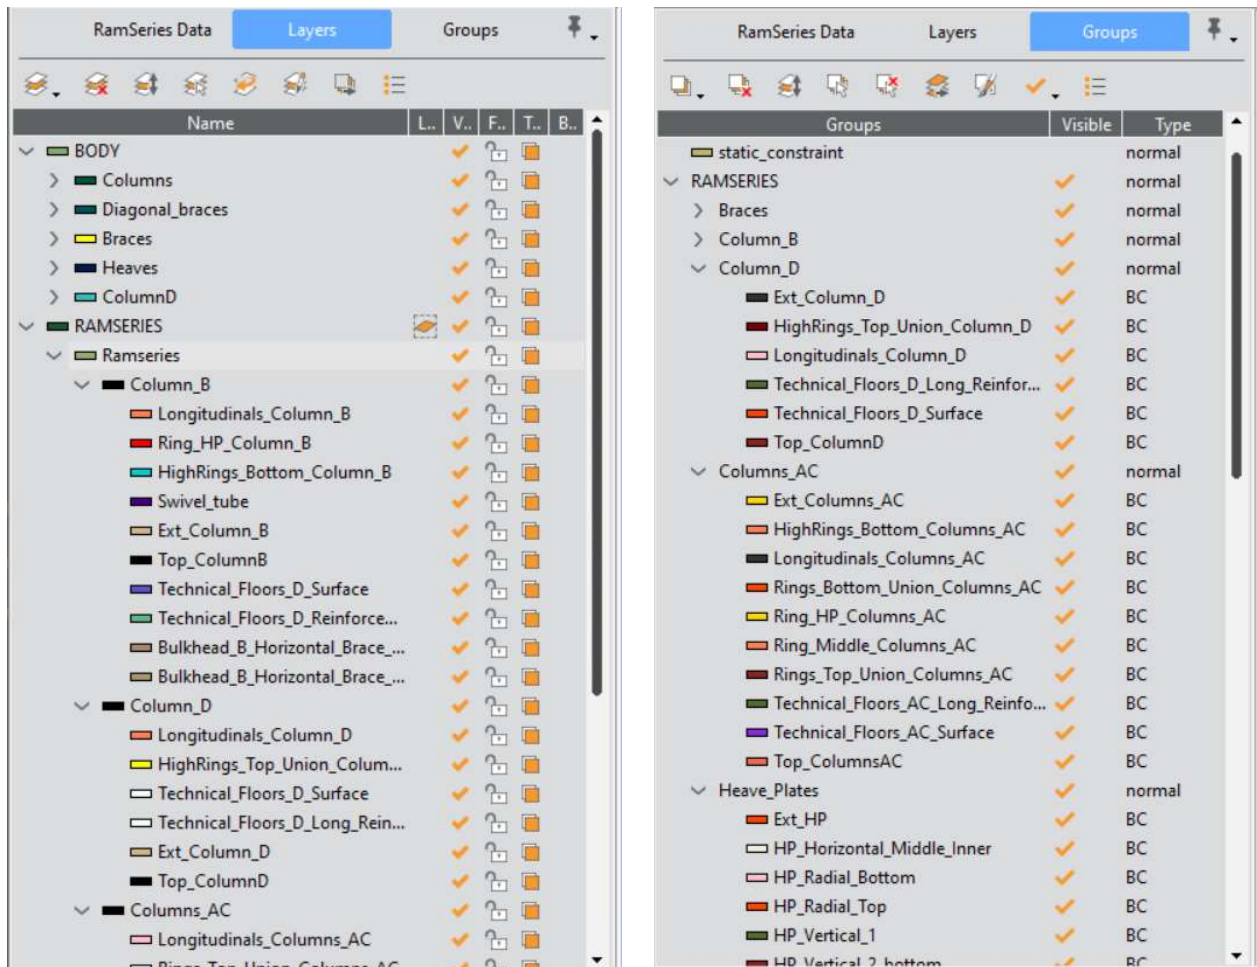 RamSeries Data Layers Groups
Name L.. V.. F.. T.. B..
BODY
Columns
Diagonal_braces
Braces
Heaves
ColumnD
RAMSERIES
Ramseries
Column_B
Longitudinals_Column_B
Ring_HP_Column_B
HighRings_Bottom_Column_B
Swivel_tube
Ext_Column_B
Top_ColumnB
Technical_Floors_D_Surface
Technical_Floors_D_Reinforce...
Bulkhead_B_Horizontal_Brace_...
Bulkhead_B_Horizontal_Brace_...
Column_D
Longitudinals_Column_D
HighRings_Top_Union_Colum...
Technical_Floors_D_Surface
Technical_Floors_D_Long_Rein...
Ext_Column_D
Top_ColumnD
Columns_AC
Longitudinals_Columns_AC
Rings_Top_Union_Columns_AC
RamSeries Data Layers Groups
Groups Visible Type
static_constraint normal
RAMSERIES normal
Braces normal
Column_B normal
Column_D normal
Ext_Column_D BC
HighRings_Top_Union_Column_D BC
Longitudinals_Column_D BC
Technical_Floors_D_Long_Reinfor... BC
Technical_Floors_D_Surface BC
Top_ColumnD BC
Columns_AC normal
Ext_Columns_AC BC
HighRings_Bottom_Columns_AC BC
Longitudinals_Columns_AC BC
Rings_Bottom_Union_Columns_AC BC
Ring_HP_Columns_AC BC
Ring_Middle_Columns_AC BC
Rings_Top_Union_Columns_AC BC
Technical_Floors_AC_Long_Reinfo... BC
Technical_Floors_AC_Surface BC
Top_ColumnsAC BC
Heave_Plates normal
Ext_HP BC
HP_Horizontal_Middle_Inner BC
HP_Radial_Bottom BC
HP_Radial_Top BC
HP_Vertical_1 BC
HP_Vertical_2_bottom BC